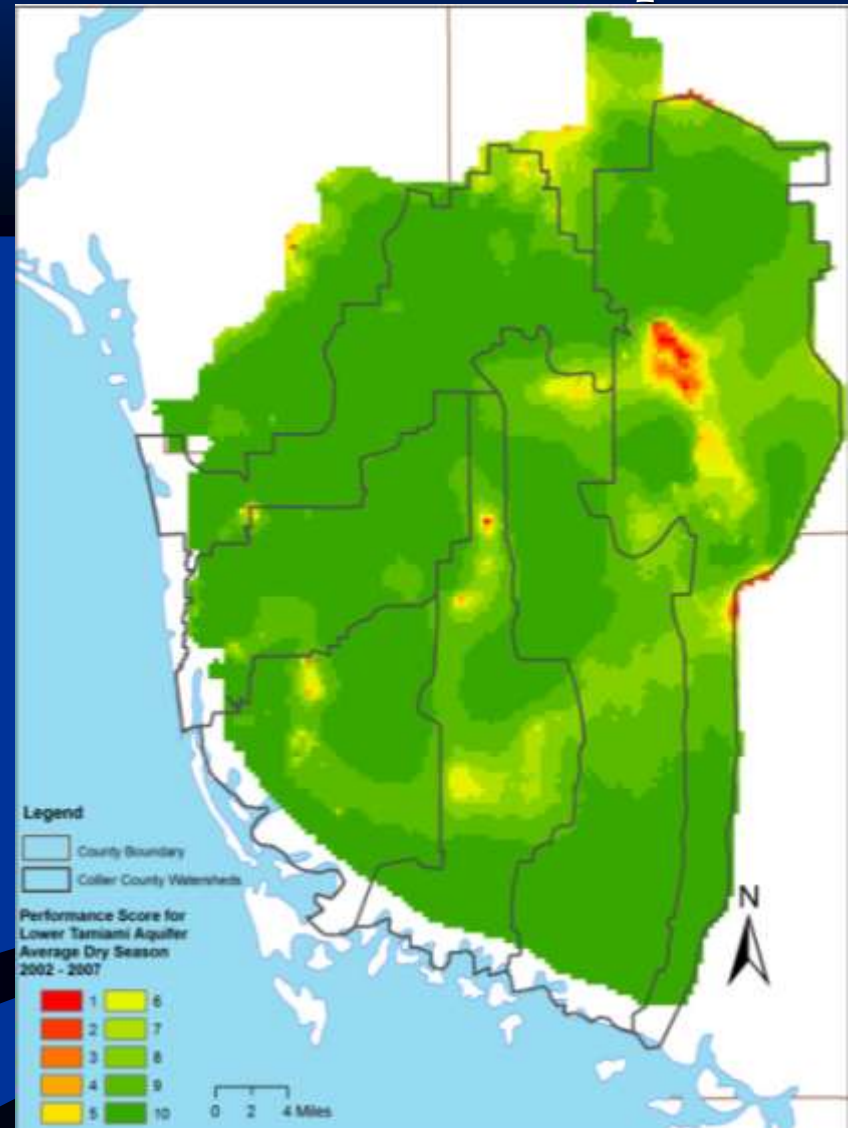 N
Legend
County Boundary
Collier County Watersheds
Performance Score for
Lower Tamiami Aquifer
Average Dry Season
2002 - 2007
1 6
2 7
3 8
4 9
5 10
0 2 4 Miles